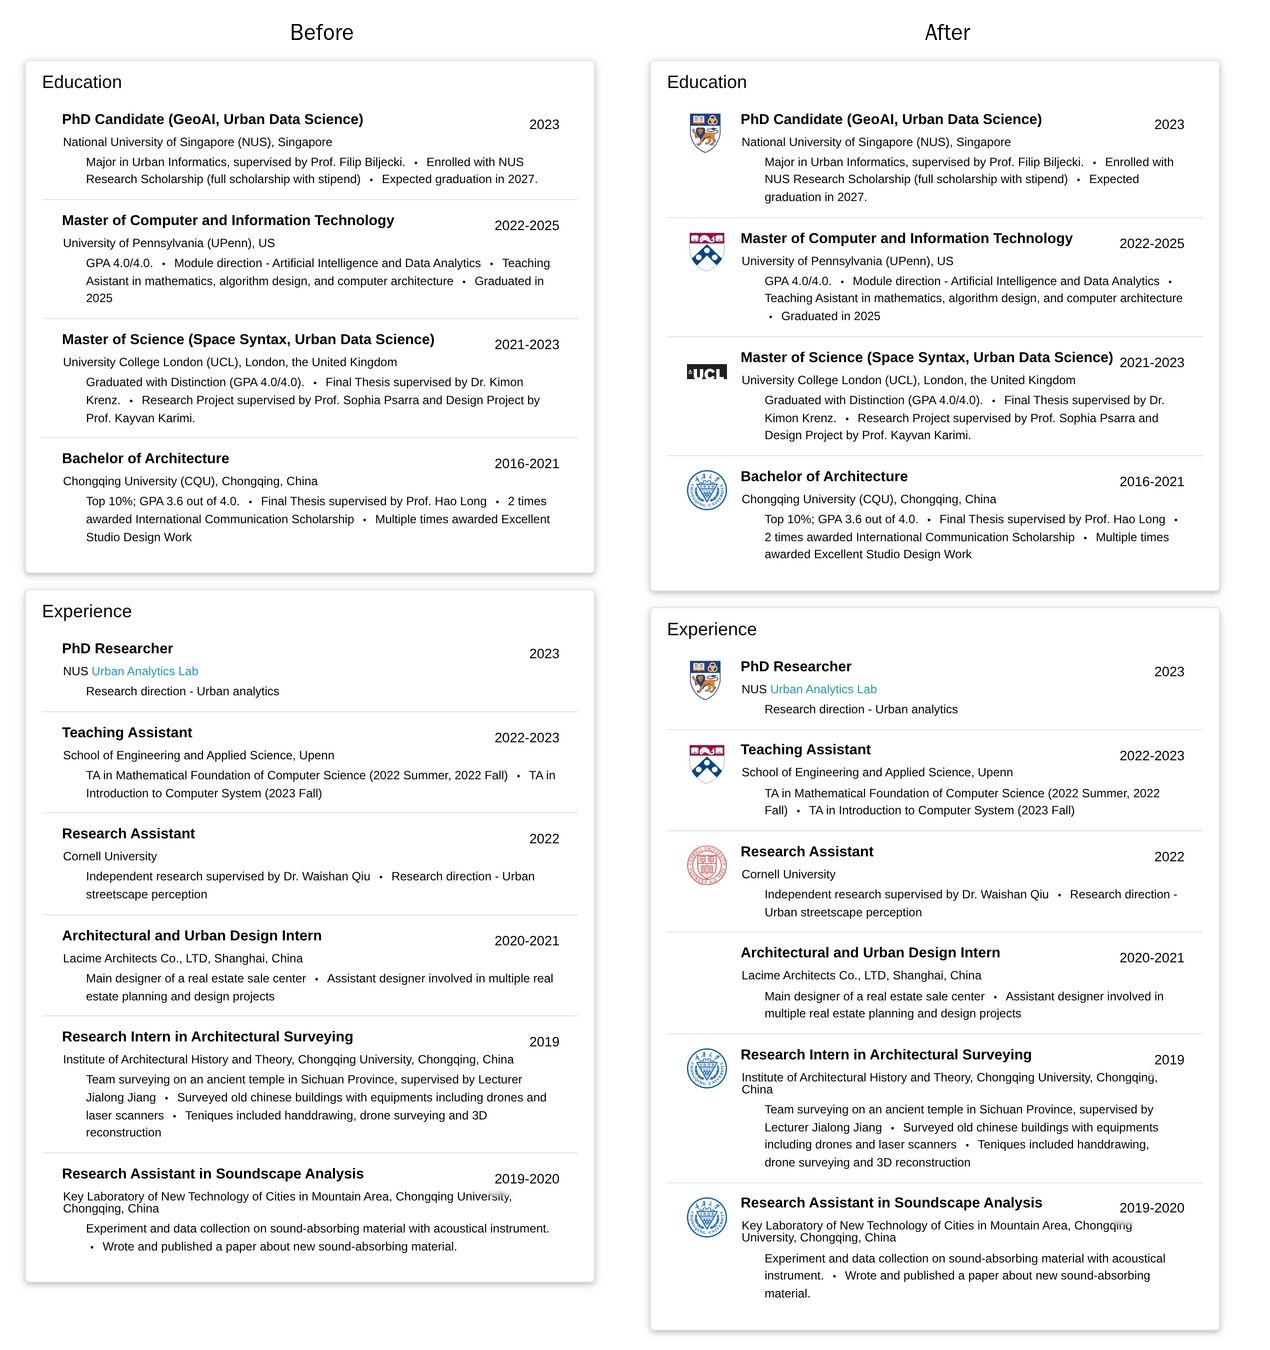 Before
Education
PhD Candidate (GeoAI, Urban Data Science)
2023
National University of Singapore (NUS), Singapore
Major in Urban Informatics, supervised by Prof. Filip Biljecki. • Enrolled with NUS
Research Scholarship (full scholarship with stipend) • Expected graduation in 2027.
Master of Computer and Information Technology
2022-2025
University of Pennsylvania (UPenn), US
GPA 4.0/4.0. • Module direction - Artificial Intelligence and Data Analytics • Teaching
Asistant in mathematics, algorithm design, and computer architecture • Graduated in
2025
Master of Science (Space Syntax, Urban Data Science)
2021-2023
University College London (UCL), London, the United Kingdom
Graduated with Distinction (GPA 4.0/4.0). • Final Thesis supervised by Dr. Kimon
Krenz. • Research Project supervised by Prof. Sophia Psarra and Design Project by
Prof. Kayvan Karimi.
Bachelor of Architecture
2016-2021
Chongqing University (CQU), Chongqing, China
Top 10%; GPA 3.6 out of 4.0. • Final Thesis supervised by Prof. Hao Long • 2 times
awarded International Communication Scholarship • Multiple times awarded Excellent
Studio Design Work
Experience
PhD Researcher
2023
NUS Urban Analytics Lab
Research direction - Urban analytics
Teaching Assistant
2022-2023
School of Engineering and Applied Science, Upenn
TA in Mathematical Foundation of Computer Science (2022 Summer, 2022 Fall) • TA in
Introduction to Computer System (2023 Fall)
Research Assistant
2022
Cornell University
Independent research supervised by Dr. Waishan Qiu • Research direction - Urban
streetscape perception
Architectural and Urban Design Intern
2020-2021
Lacime Architects Co., LTD, Shanghai, China
Main designer of a real estate sale center • Assistant designer involved in multiple real
estate planning and design projects
Research Intern in Architectural Surveying
2019
Institute of Architectural History and Theory, Chongqing University, Chongqing, China
Team surveying on an ancient temple in Sichuan Province, supervised by Lecturer
Jialong Jiang • Surveyed old chinese buildings with equipments including drones and
laser scanners • Teniques included handdrawing, drone surveying and 3D
reconstruction
Research Assistant in Soundscape Analysis
2019-2020
Key Laboratory of New Technology of Cities in Mountain Area, Chongqing University,
Chongqing, China
Experiment and data collection on sound-absorbing material with acoustical instrument.
• Wrote and published a paper about new sound-absorbing material.
After
Education
PhD Candidate (GeoAI, Urban Data Science)
2023
National University of Singapore (NUS), Singapore
Major in Urban Informatics, supervised by Prof. Filip Biljecki. • Enrolled with
NUS Research Scholarship (full scholarship with stipend) • Expected
graduation in 2027.
Master of Computer and Information Technology
2022-2025
University of Pennsylvania (UPenn), US
GPA 4.0/4.0. • Module direction - Artificial Intelligence and Data Analytics •
Teaching Asistant in mathematics, algorithm design, and computer architecture
• Graduated in 2025
UCL
Master of Science (Space Syntax, Urban Data Science)
2021-2023
University College London (UCL), London, the United Kingdom
Graduated with Distinction (GPA 4.0/4.0). • Final Thesis supervised by Dr.
Kimon Krenz. • Research Project supervised by Prof. Sophia Psarra and
Design Project by Prof. Kayvan Karimi.
Bachelor of Architecture
2016-2021
Chongqing University (CQU), Chongqing, China
Top 10%; GPA 3.6 out of 4.0. • Final Thesis supervised by Prof. Hao Long •
2 times awarded International Communication Scholarship • Multiple times
awarded Excellent Studio Design Work
Experience
PhD Researcher
2023
NUS Urban Analytics Lab
Research direction - Urban analytics
Teaching Assistant
2022-2023
School of Engineering and Applied Science, Upenn
TA in Mathematical Foundation of Computer Science (2022 Summer, 2022
Fall) • TA in Introduction to Computer System (2023 Fall)
Research Assistant
2022
Cornell University
Independent research supervised by Dr. Waishan Qiu • Research direction -
Urban streetscape perception
Architectural and Urban Design Intern
2020-2021
Lacime Architects Co., LTD, Shanghai, China
Main designer of a real estate sale center • Assistant designer involved in
multiple real estate planning and design projects
Research Intern in Architectural Surveying
2019
Institute of Architectural History and Theory, Chongqing University, Chongqing,
China
Team surveying on an ancient temple in Sichuan Province, supervised by
Lecturer Jialong Jiang • Surveyed old chinese buildings with equipments
including drones and laser scanners • Teniques included handdrawing,
drone surveying and 3D reconstruction
Research Assistant in Soundscape Analysis
2019-2020
Key Laboratory of New Technology of Cities in Mountain Area, Chongqing
University, Chongqing, China
Experiment and data collection on sound-absorbing material with acoustical
instrument. • Wrote and published a paper about new sound-absorbing
material.